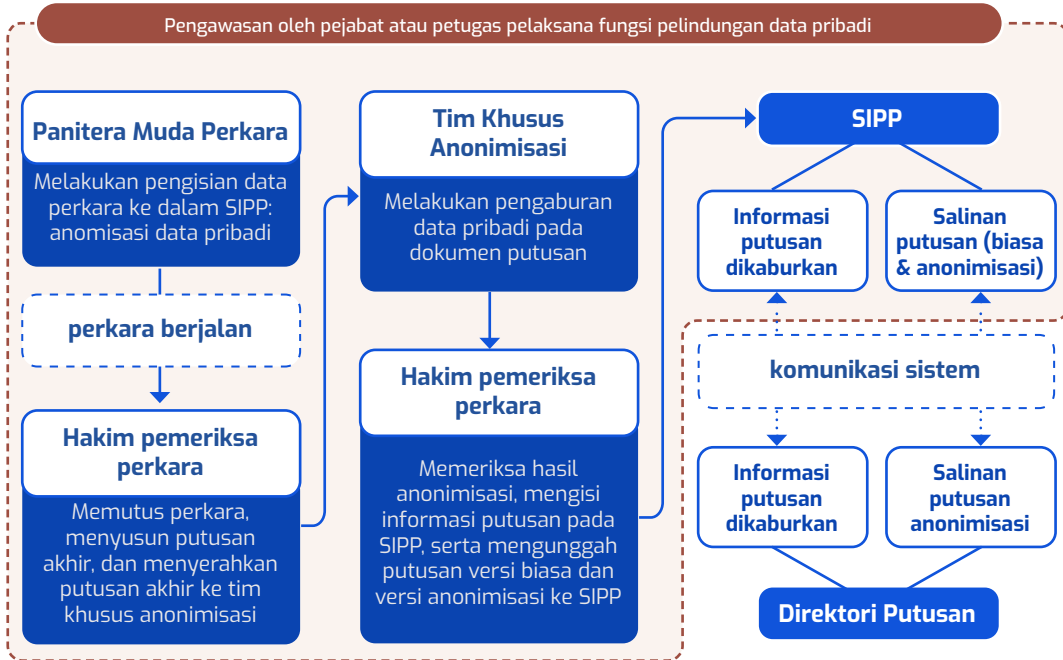 Pengawasan oleh pejabat atau petugas pelaksana fungsi pelindungan data pribadi
Panitera Muda Perkara
Melakukan pengisian data
perkara ke dalam SIPP:
anomisasi data pribadi
perkara berjalan
Hakim pemeriksa
perkara
Memutus perkara,
menyusun putusan
akhir, dan menyerahkan
putusan akhir ke tim
khusus anonimisasi
Tim Khusus
Anonimisasi
Melakukan pengaburan
data pribadi pada
dokumen putusan
Hakim pemeriksa
perkara
Memeriksa hasil
anonimisasi, mengisi
informasi putusan pada
SIPP, serta mengunggah
putusan versi biasa dan
versi anonimisasi ke SIPP
SIPP
Informasi
putusan
dikaburkan
Salinan
putusan (biasa
& anonimisasi)
komunikasi sistem
Informasi
putusan
dikaburkan
Salinan
putusan
anonimisasi
Direktori Putusan